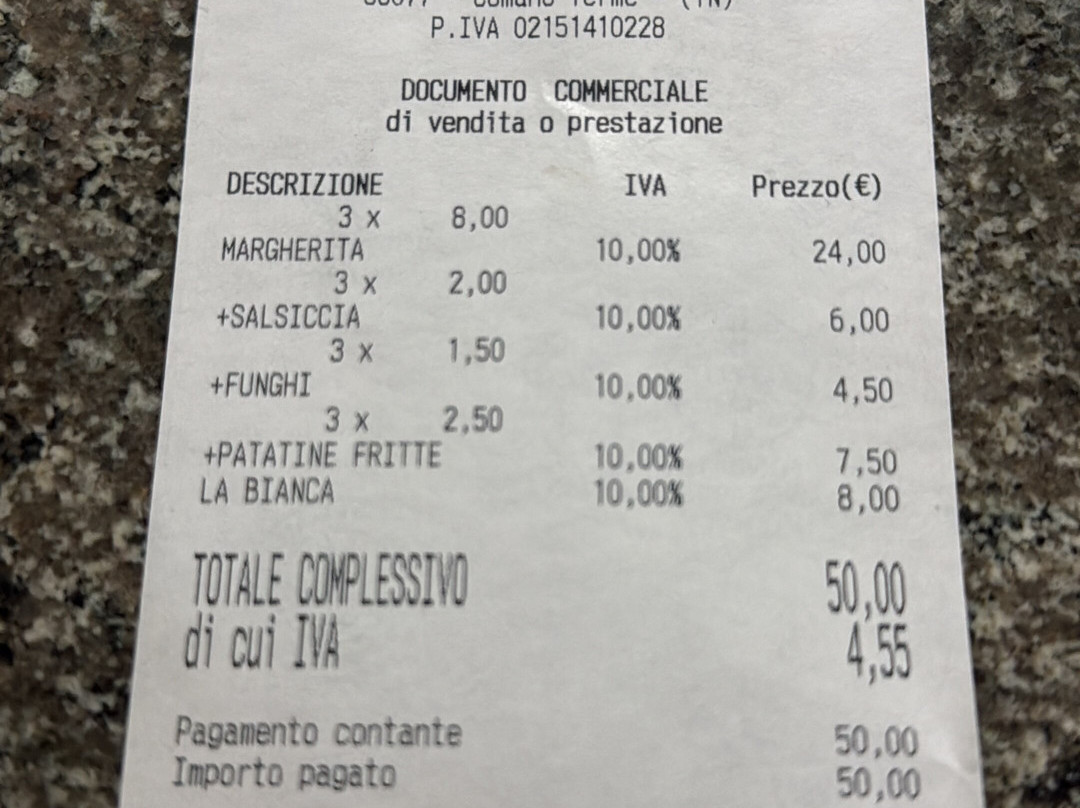 P.IVA 02151410228
DOCUMENTO COMMERCIALE
di vendita o prestazione
DESCRIZIONE IVA Prezzo(€)
3 x 8,00
MARGHERITA 10,00% 24,00
3 x 2,00
+SALSICCIA 10,00% 6,00
3 x 1,50
+FUNGHI 10,00% 4,50
3 x 2,50
+PATATINE FRITTE 10,00% 7,50
LA BIANCA 10,00% 8,00
TOTALE COMPLESSIVO 50,00
di cui IVA 4,55
Pagamento contante 50,00
Importo pagato 50,00